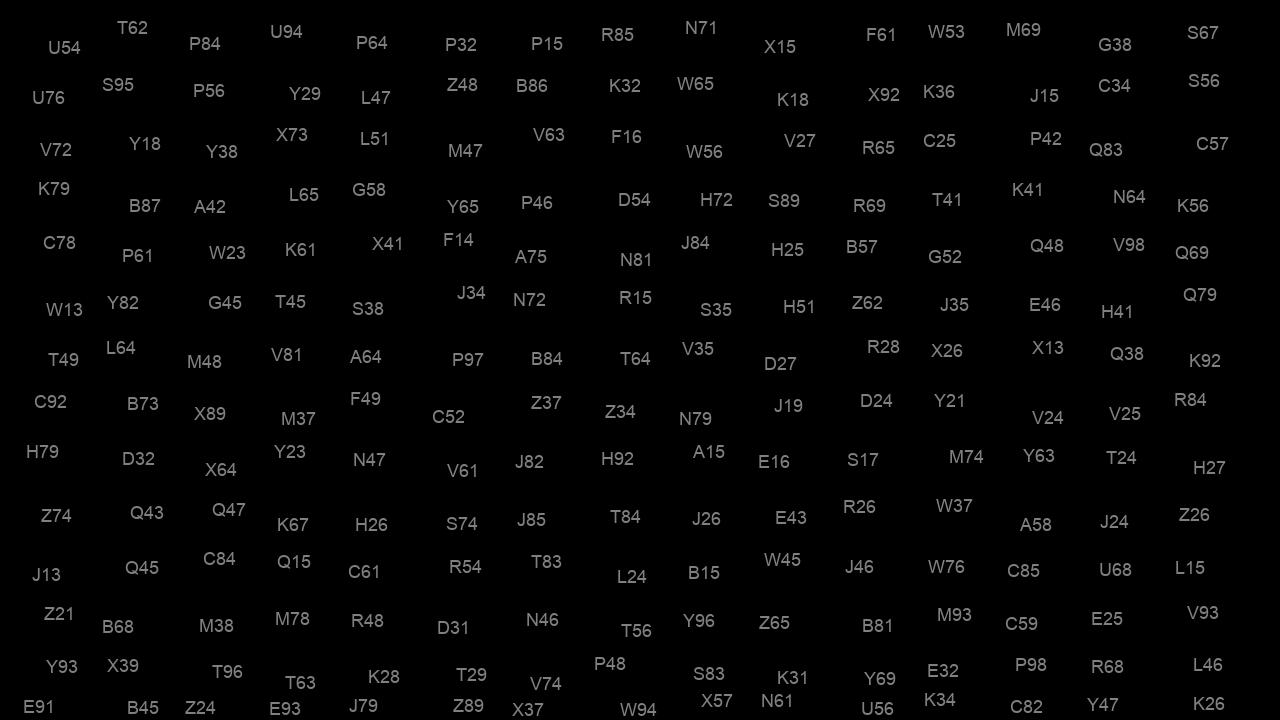 U54 T62 P84 U94 P64 P32 P15 R85 N71 X15 F61 W53 M69 G38 S67
U76 S95 P56 Y29 L47 Z48 B86 K32 W65 K18 X92 K36 J15 C34 S56
V72 Y18 Y38 X73 L51 M47 V63 F16 W56 V27 R65 C25 P42 Q83 C57
K79 B87 A42 L65 G58 Y65 P46 D54 H72 S89 R69 T41 K41 N64 K56
C78 P61 W23 K61 X41 F14 A75 N81 J84 H25 B57 G52 Q48 V98 Q69
W13 Y82 G45 T45 S38 J34 N72 R15 S35 H51 Z62 J35 E46 H41 Q79
T49 L64 M48 V81 A64 P97 B84 T64 V35 D27 R28 X26 X13 Q38 K92
C92 B73 X89 M37 F49 C52 Z37 Z34 N79 J19 D24 Y21 V24 V25 R84
H79 D32 X64 Y23 N47 V61 J82 H92 A15 E16 S17 M74 Y63 T24 H27
Z74 Q43 Q47 K67 H26 S74 J85 T84 J26 E43 R26 W37 A58 J24 Z26
J13 Q45 C84 Q15 C61 R54 T83 L24 B15 W45 J46 W76 C85 U68 L15
Z21 B68 M38 M78 R48 D31 N46 T56 Y96 Z65 B81 M93 C59 E25 V93
Y93 X39 T96 T63 K28 T29 V74 P48 S83 K31 Y69 E32 P98 R68 L46
E91 B45 Z24 E93 J79 Z89 X37 W94 X57 N61 U56 K34 C82 Y47 K26